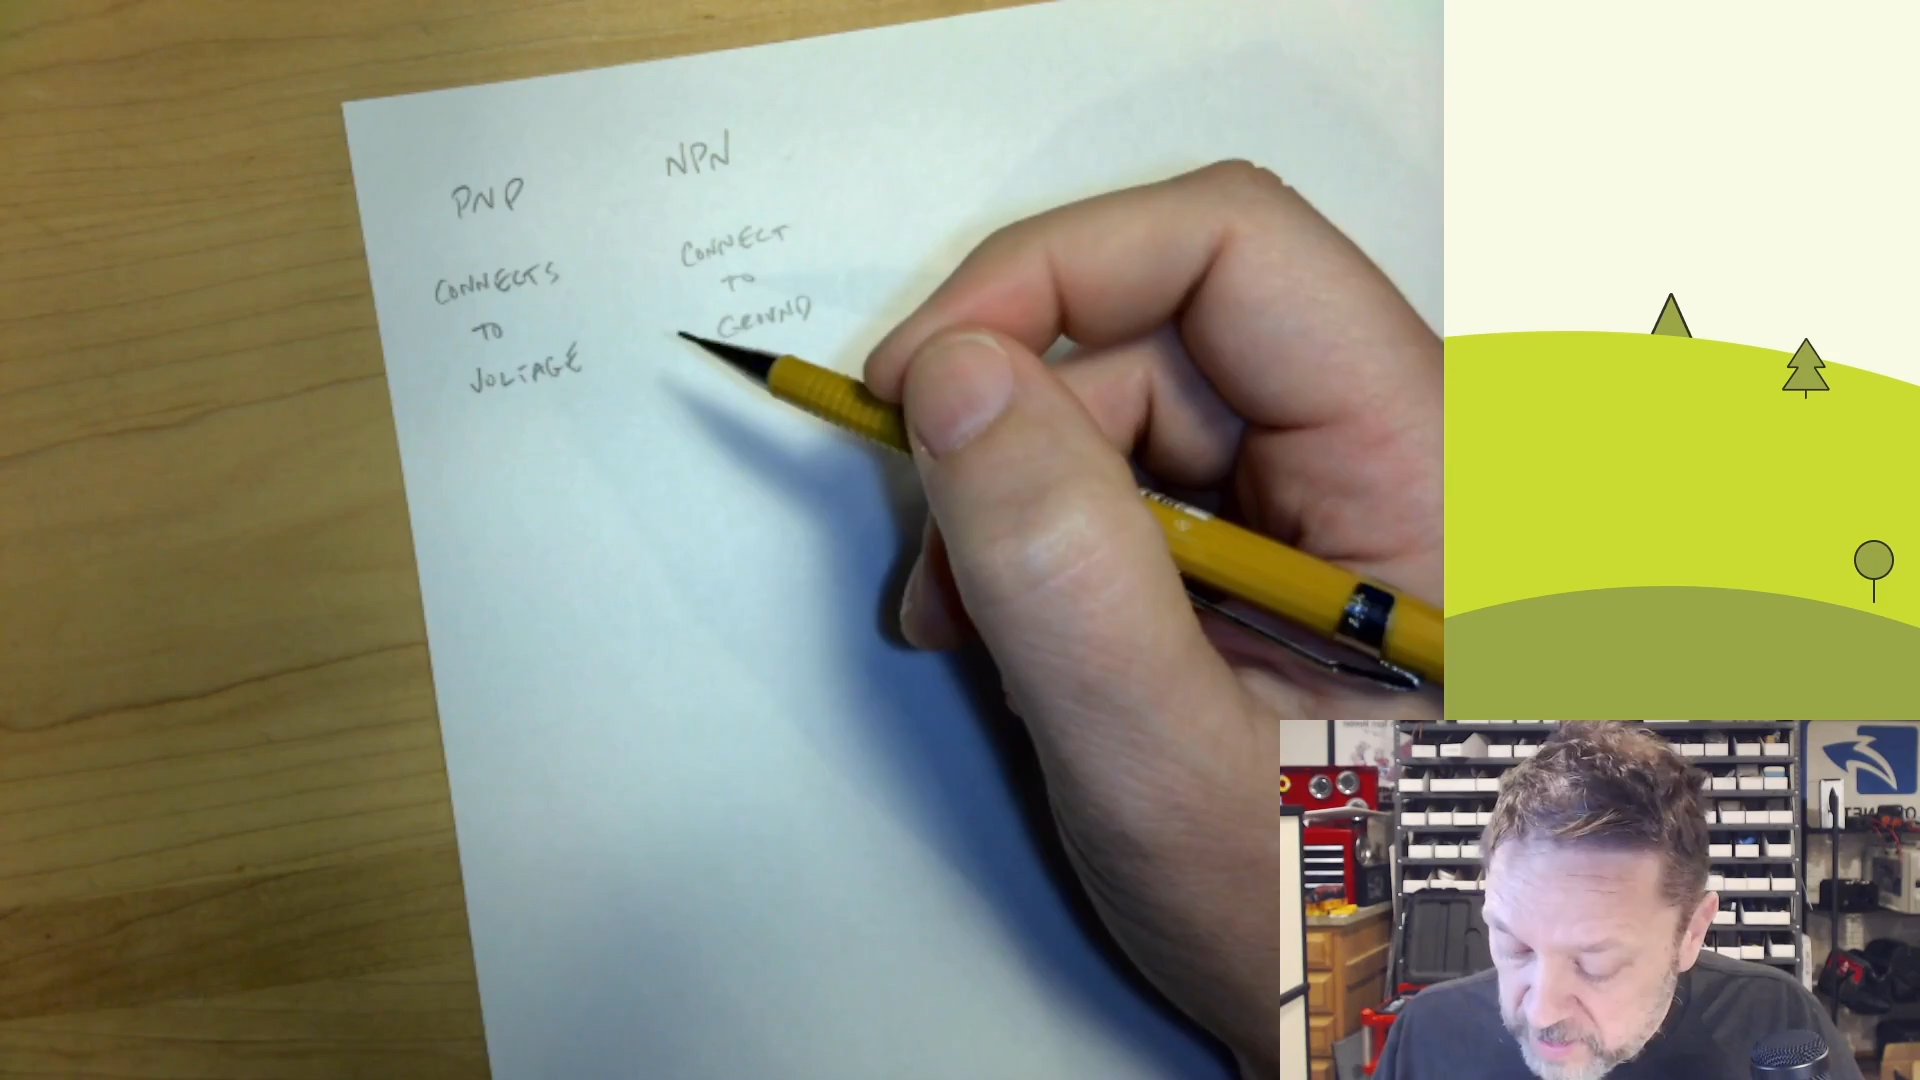 PNP
CONNECTS
TO
VOLTAGE
NPN
CONNECT
TO
GROUND